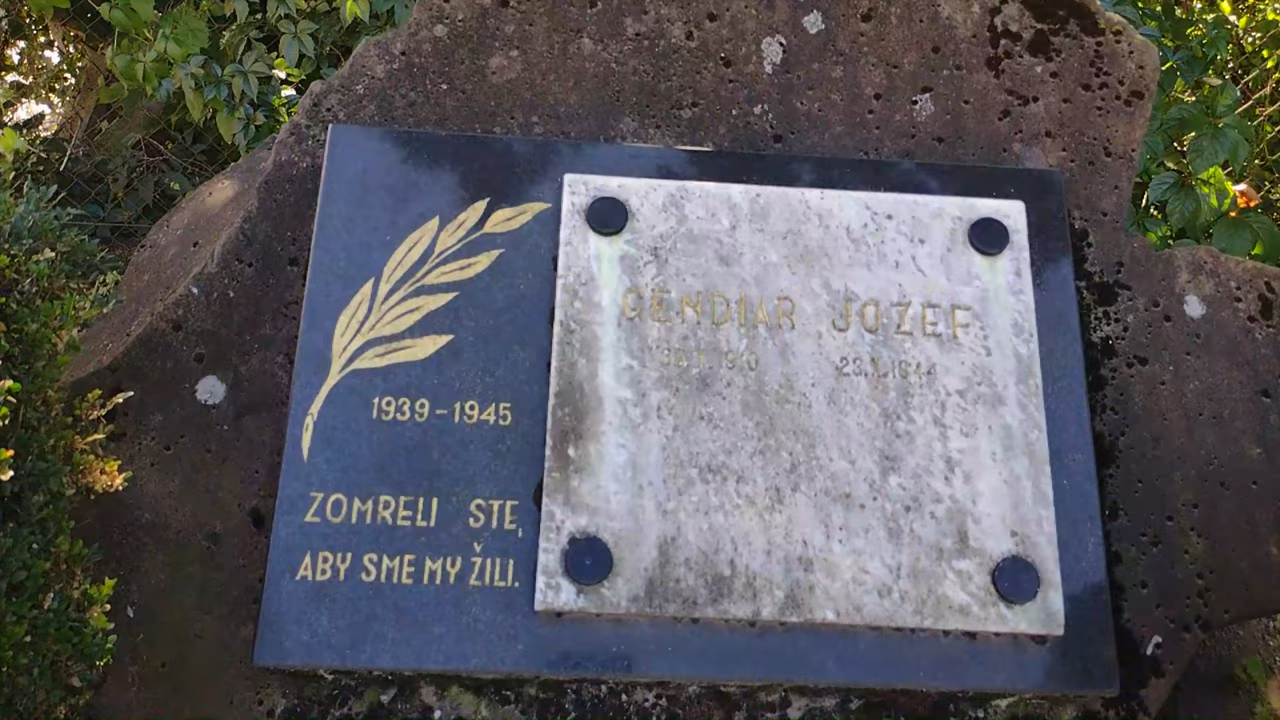 1939-1945
ZOMRELI STE,
ABY SME MY ŽILI.
GENDIAR JOZEF